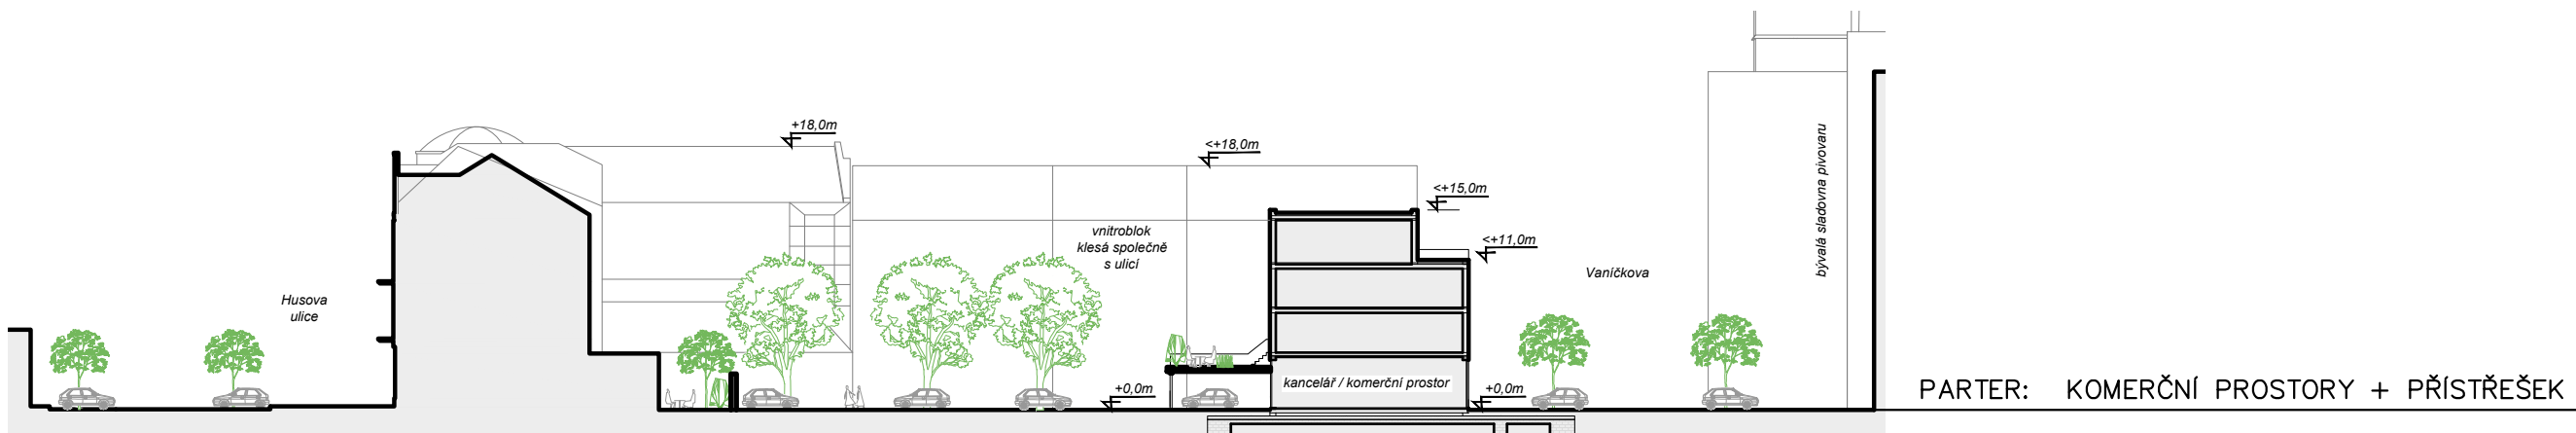 +18,0m
<+18,0m
<+15,0m
<+11,0m
vnitroblok
klesá společně
s ulicí
Husova
ulice
Vaníčkova
bývalá sladovna pivovaru
kancelář / komerční prostor
+0,0m
+0,0m
PARTER: KOMERČNÍ PROSTORY + PŘÍSTŘEŠEK